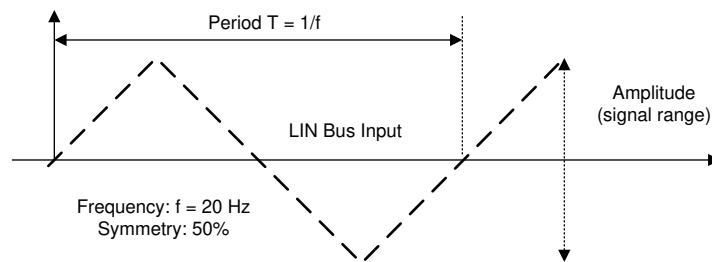 Period T = 1/f
Amplitude
(signal range)
LIN Bus Input
Frequency: f = 20 Hz
Symmetry: 50%